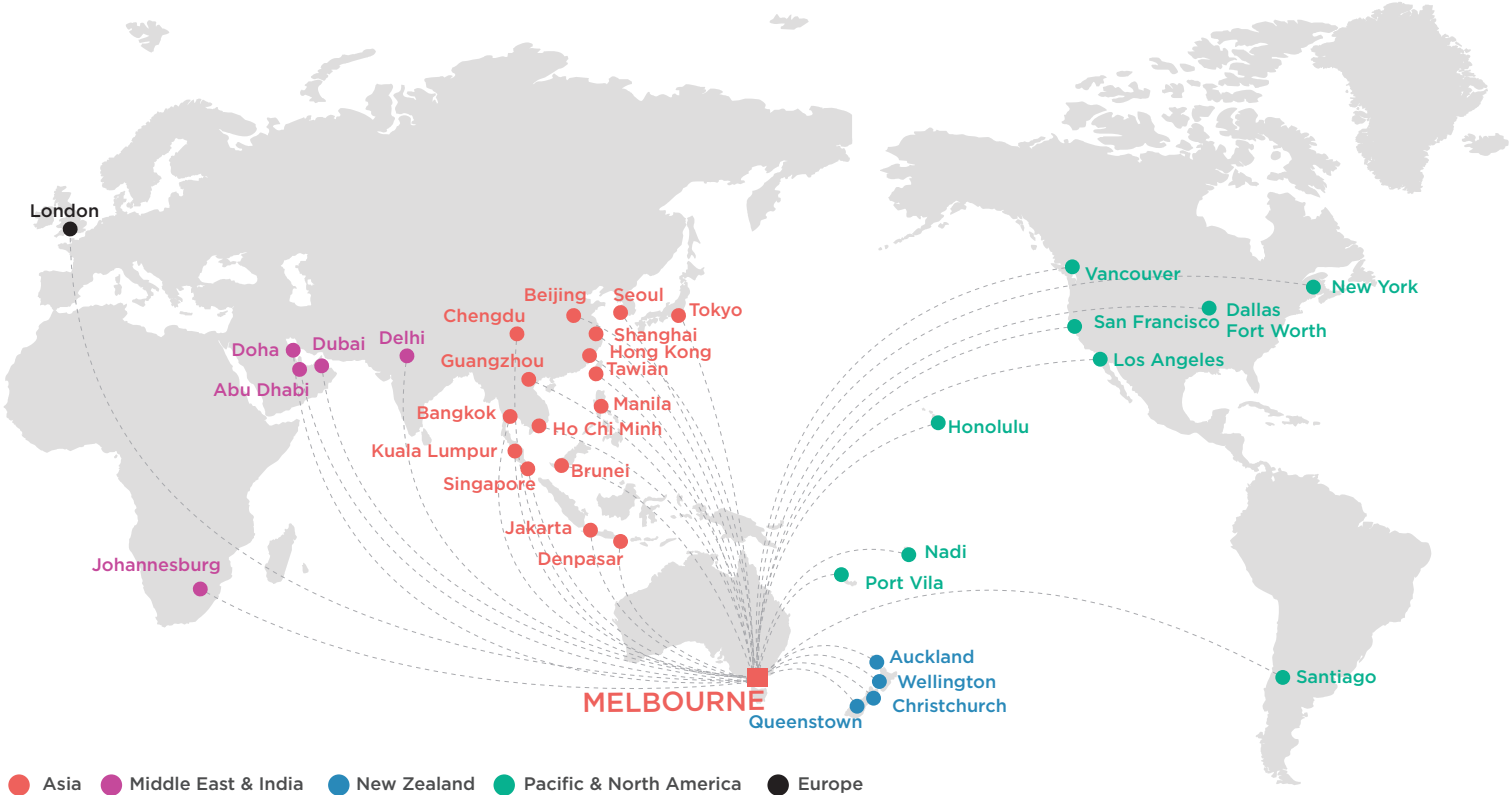 London
Beijing
Seoul
Chengdu
Tokyo
Shanghai
Hong Kong
Tawian
Guangzhou
Delhi
Dubai
Doha
Abu Dhabi
Bangkok
Manila
Ho Chi Minh
Kuala Lumpur
Brunei
Singapore
Jakarta
Denpasar
Johannesburg
MELBOURNE
Vancouver
New York
San Francisco
Dallas
Fort Worth
Los Angeles
Honolulu
Nadi
Port Vila
Auckland
Wellington
Christchurch
Queenstown
Santiago
Asia
Middle East & India
New Zealand
Pacific & North America
Europe